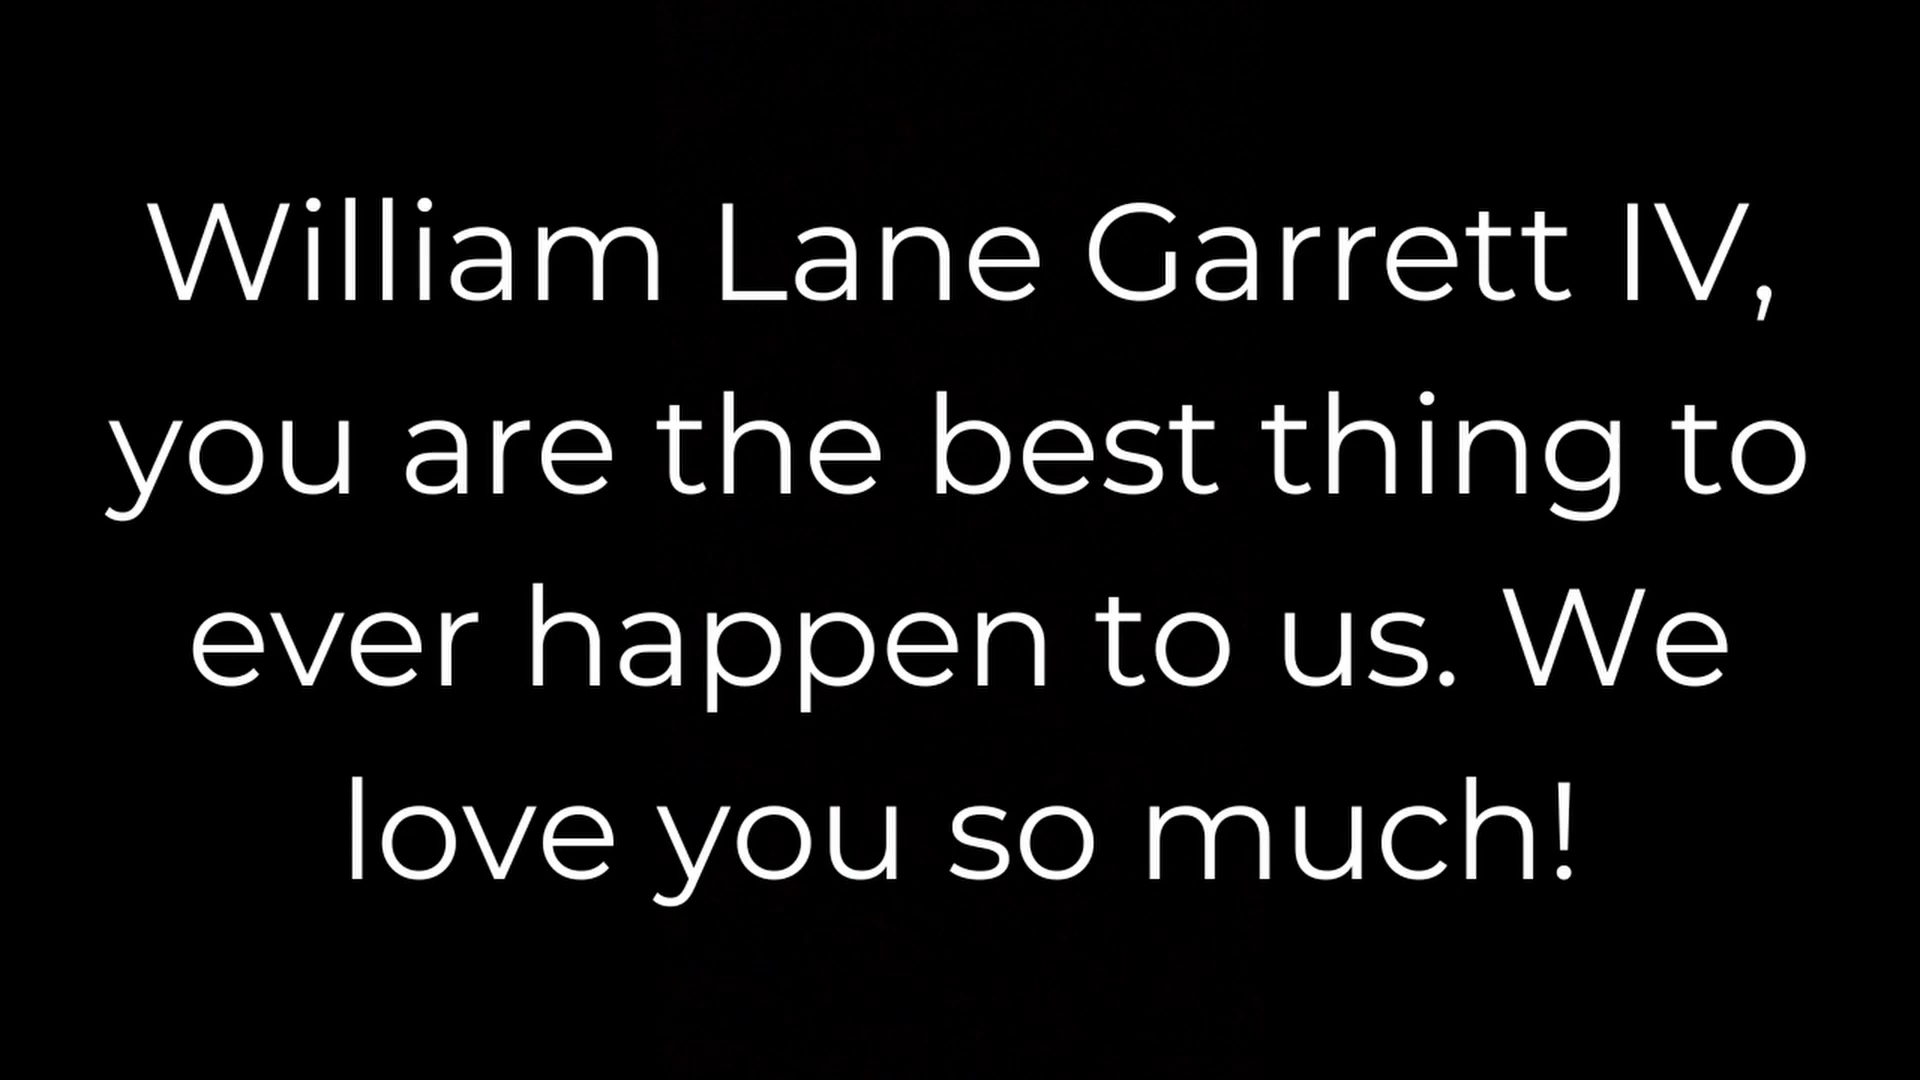 William Lane Garrett IV,
you are the best thing to
ever happen to us. We
love you so much!